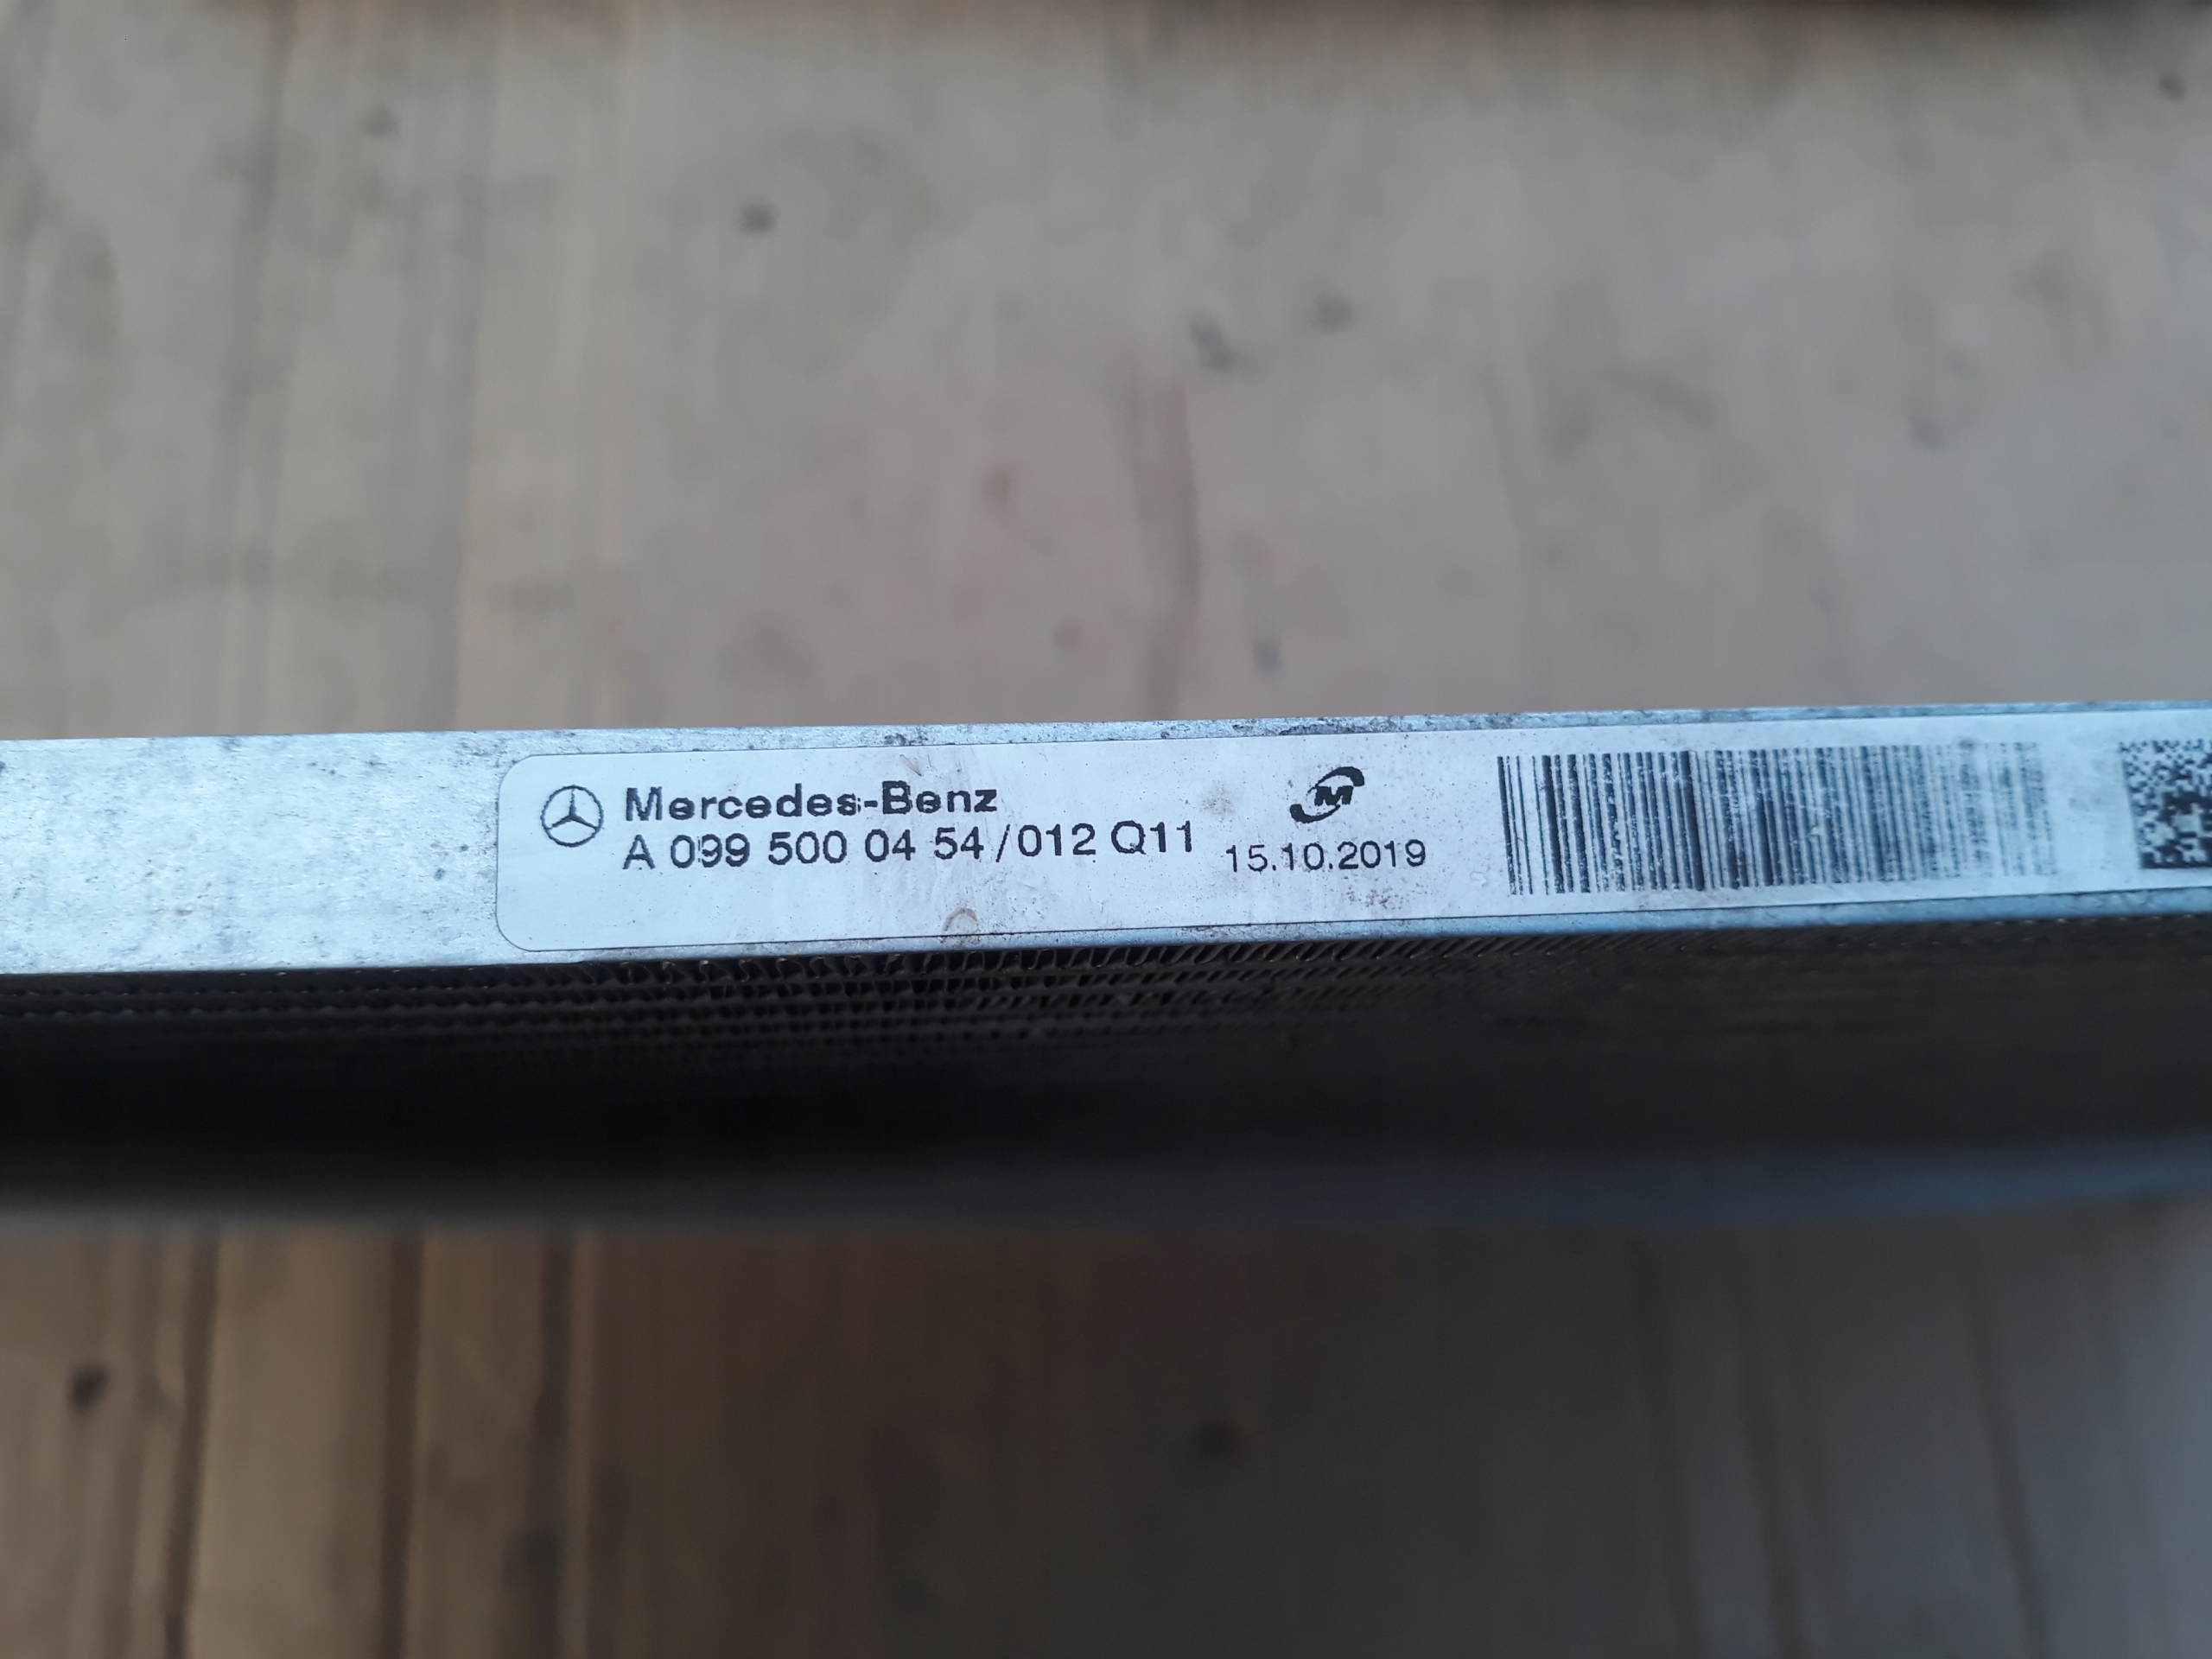 Mercedes-Benz
A 099 500 04 54/012 Q11
M
15.10.2019